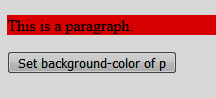 This is a paragraph.
Set background-color of p